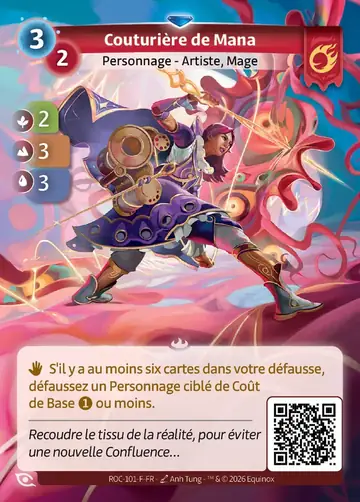 3
Couturière de Mana
2
Personnage - Artiste, Mage
2
3
3
S'il y a au moins six cartes dans votre défausse,
défaussez un Personnage ciblé de Coût
de Base 1 ou moins.
Recoudre le tissu de la réalité, pour éviter
une nouvelle Confluence...
ROC-101-F-FR - Anh Tung - ™ & © 2026 Equinox